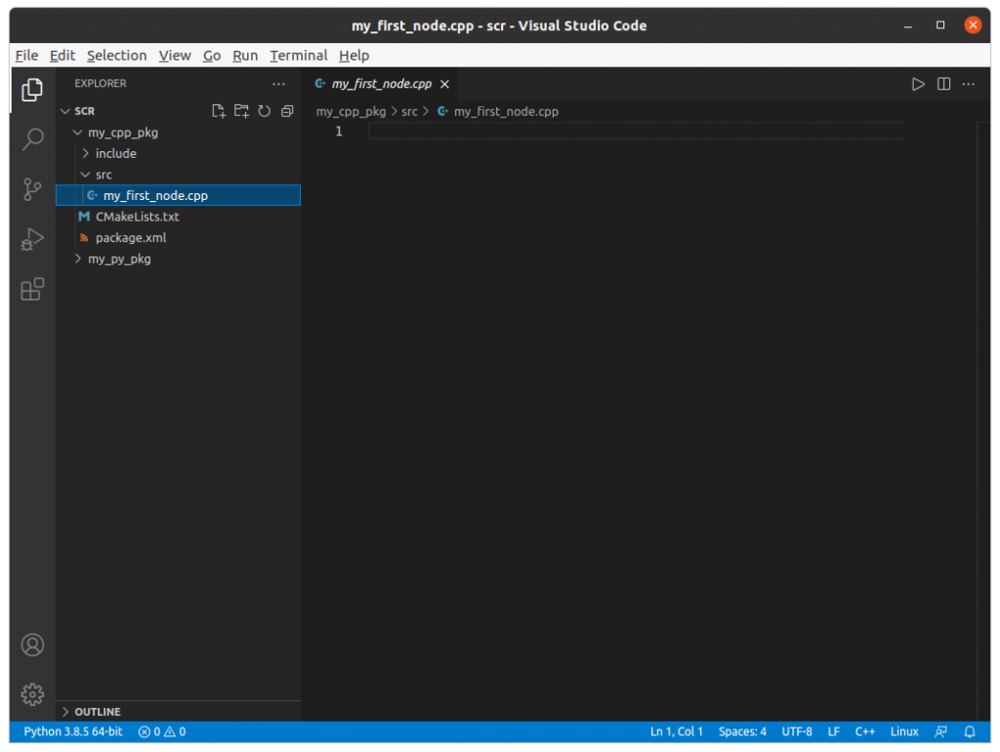 my_first_node.cpp - scr - Visual Studio Code
File Edit Selection View Go Run Terminal Help
EXPLORER
SCR
my_cpp_pkg
include
src
my_first_node.cpp
CMakeLists.txt
package.xml
my_py_pkg
OUTLINE
my_first_node.cpp
my_cpp_pkg > src > my_first_node.cpp
1
Python 3.8.5 64-bit 0 0 Ln 1, Col 1 Spaces: 4 UTF-8 LF C++ Linux